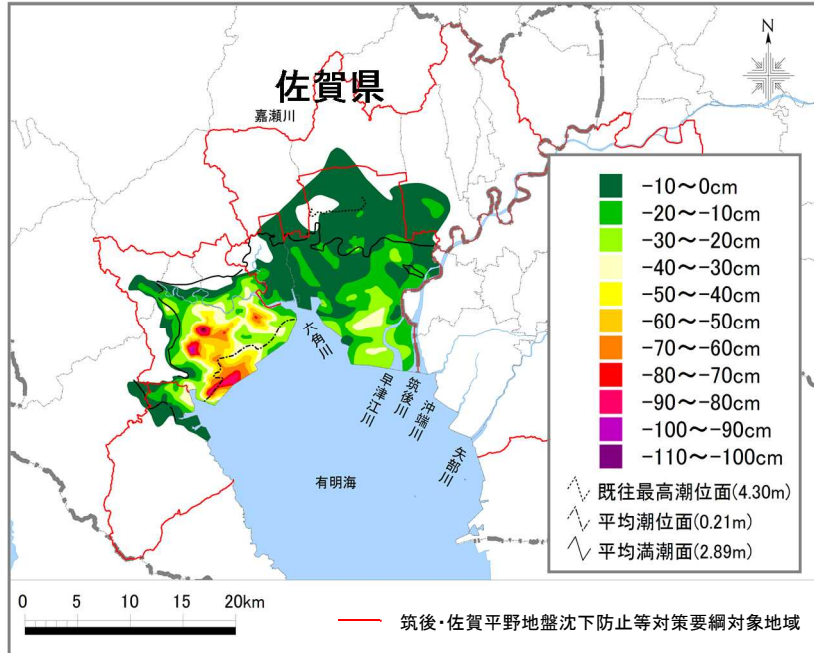 佐賀県
嘉瀬川
N
-10～0cm
-20～-10cm
-30～-20cm
-40～-30cm
-50～-40cm
-60～-50cm
-70～-60cm
-80～-70cm
-90～-80cm
-100～-90cm
-110～-100cm
既往最高潮位面(4.30m)
平均潮位面(0.21m)
平均満潮面(2.89m)
六角川
早津江川
筑後川
沖端川
矢部川
有明海
0 5 10 20km
筑後・佐賀平野地盤沈下防止等対策要綱対象地域